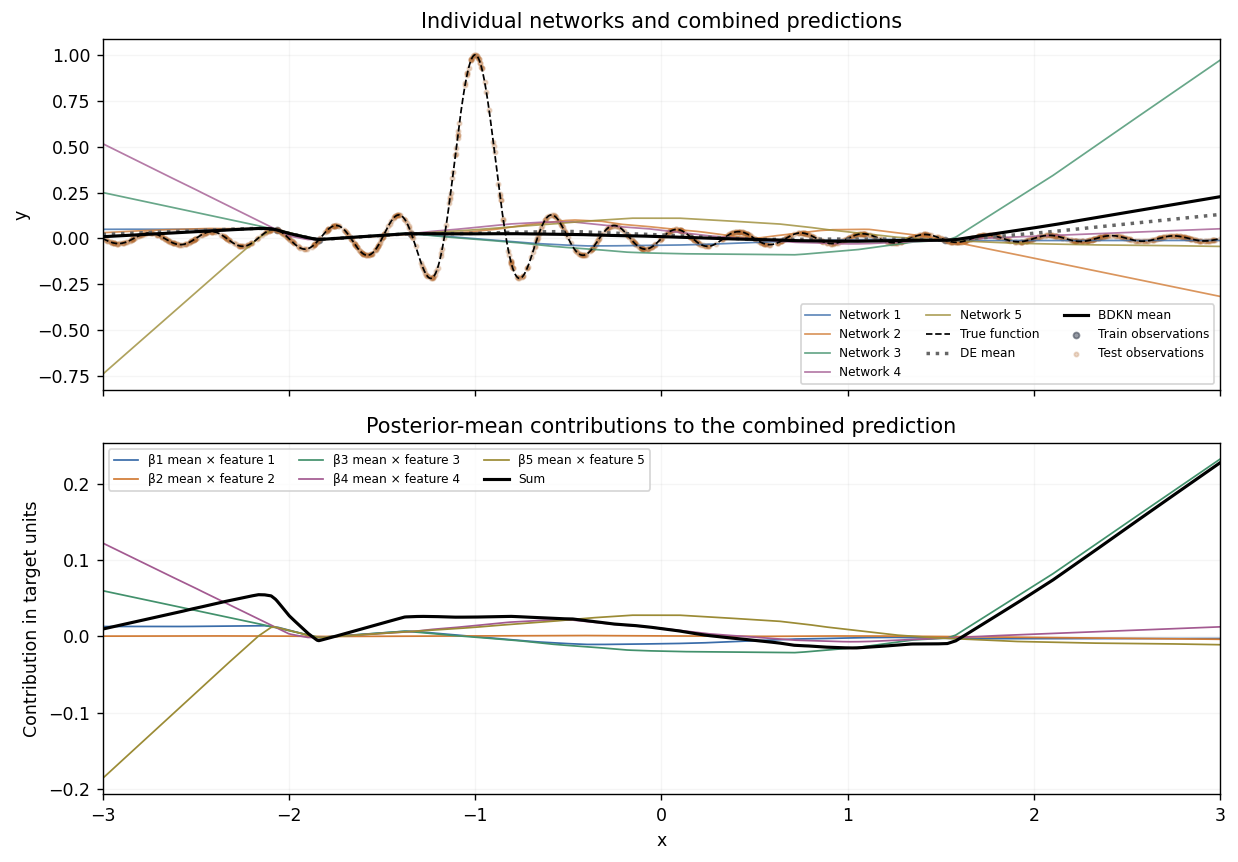 Individual networks and combined predictions
1.00
0.75
0.50
0.25
0.00
−0.25
−0.50
−0.75
y
Network 1
Network 2
Network 3
Network 4
Network 5
True function
DE mean
BDKN mean
Train observations
Test observations
Posterior-mean contributions to the combined prediction
β1 mean × feature 1
β2 mean × feature 2
β3 mean × feature 3
β4 mean × feature 4
β5 mean × feature 5
Sum
0.2
0.1
0.0
−0.1
−0.2
Contribution in target units
−3
−2
−1
0
1
2
3
x